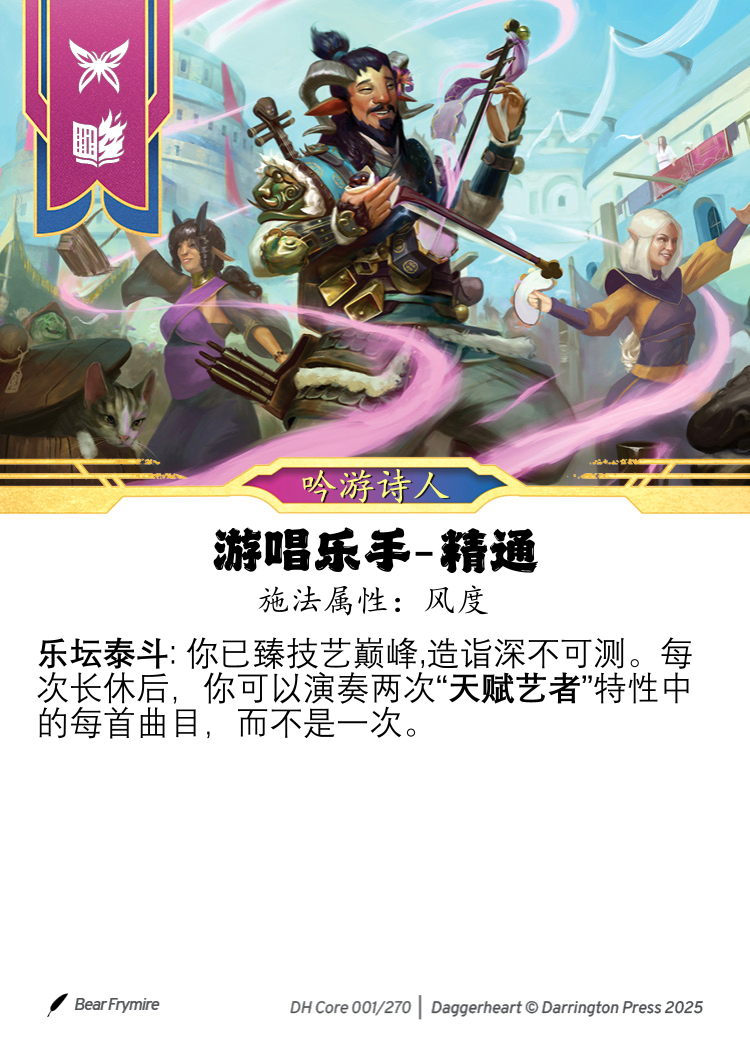 吟游诗人
游唱乐手-精通
施法属性：风度
乐坛泰斗: 你已臻技艺巅峰,造诣深不可测。每
次长休后，你可以演奏两次“天赋艺者”特性中
的每首曲目，而不是一次。
Bear Frymire
DH Core 001/270 | Daggerheart © Darrington Press 2025